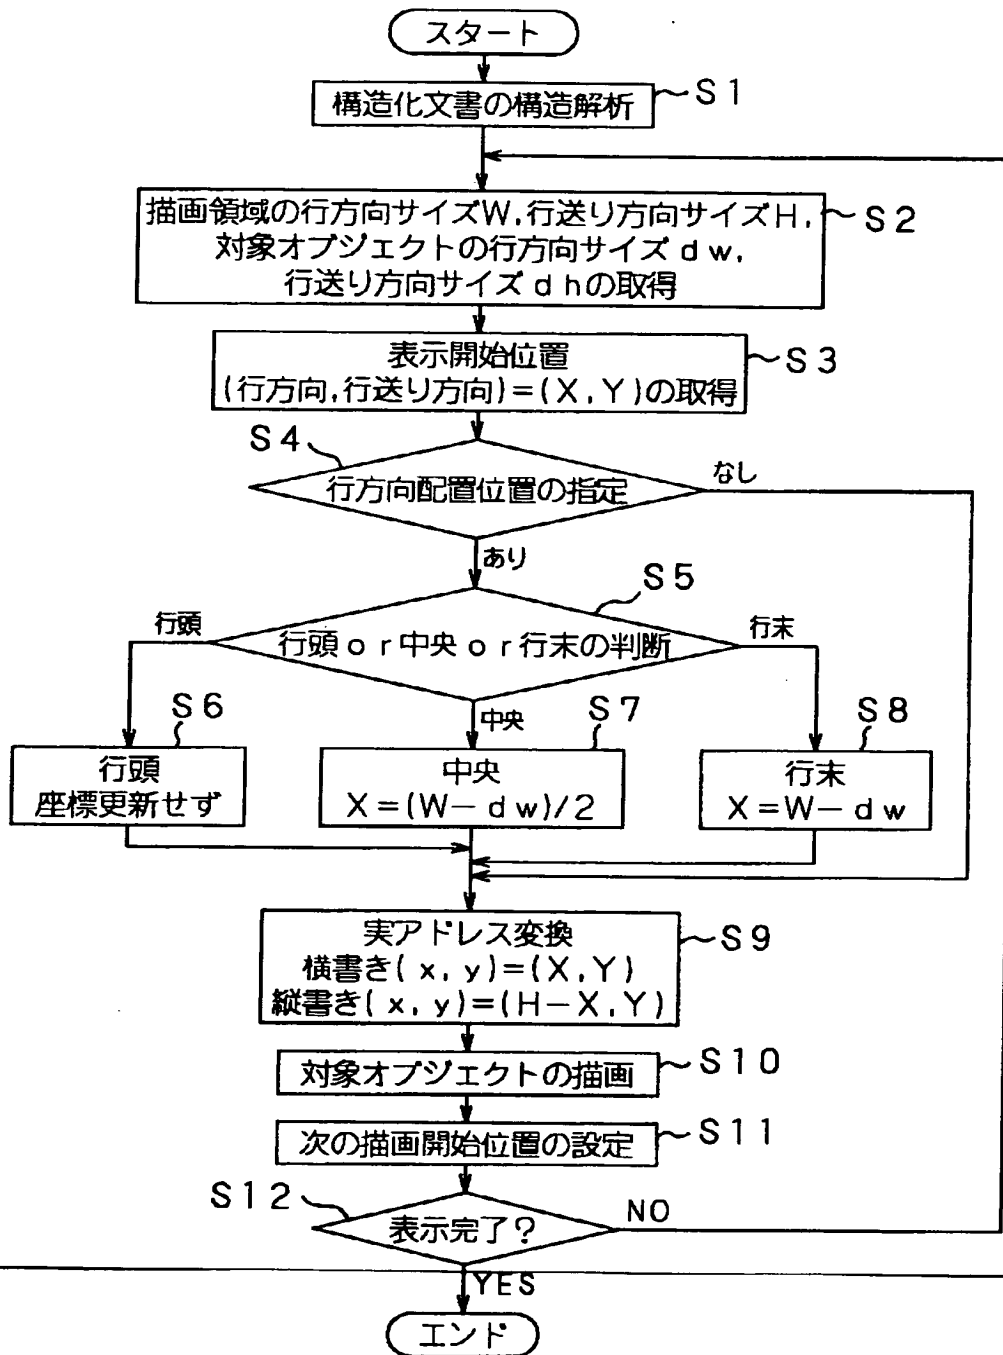 スタート
構造化文書の構造解析
S1
描画領域の行方向サイズW,行送り方向サイズH,
対象オブジェクトの行方向サイズdw,
行送り方向サイズdhの取得
S2
表示開始位置
(行方向,行送り方向)=(X,Y)の取得
S3
S4
行方向配置位置の指定
なし
あり
S5
行頭
行頭or中央or行末の判断
行末
中央
S6
行頭
座標更新せず
S7
中央
X=(W-dw)/2
S8
行末
X=W-dw
実アドレス変換
横書き(x,y)=(X,Y)
縦書き(x,y)=(H-X,Y)
S9
対象オブジェクトの描画
S10
次の描画開始位置の設定
S11
S12
表示完了?
NO
YES
エンド